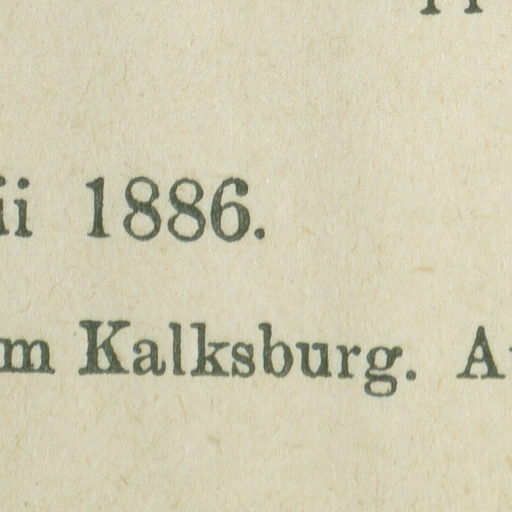 ii 1886.
m Kalksburg. A